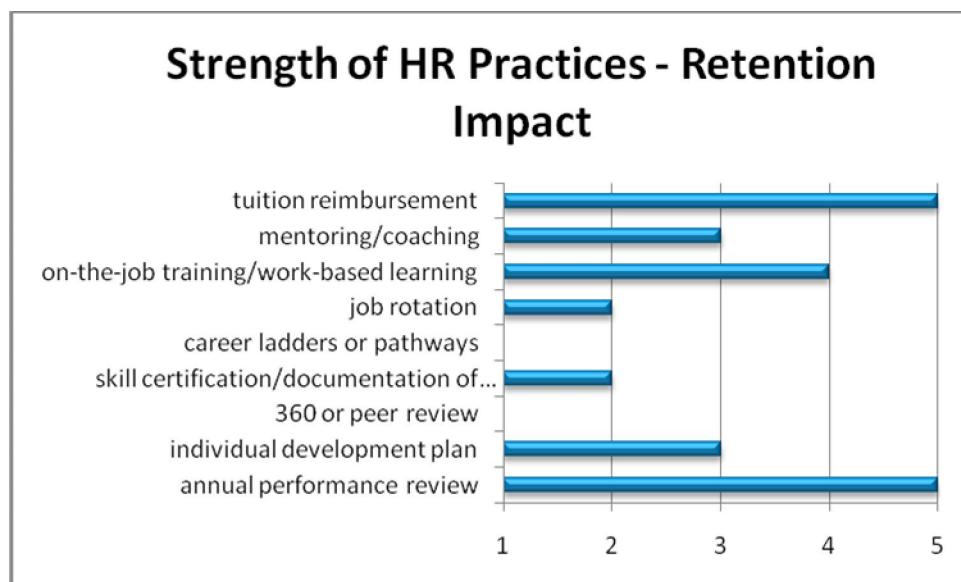 Strength of HR Practices - Retention
Impact
tuition reimbursement
mentoring/coaching
on-the-job training/work-based learning
job rotation
career ladders or pathways
skill certification/documentation of...
360 or peer review
individual development plan
annual performance review
1 2 3 4 5